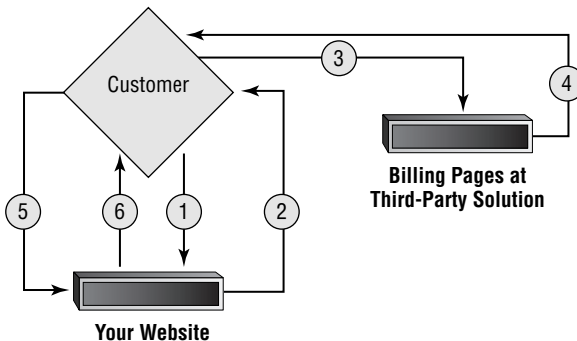 Customer
3
4
Billing Pages at
Third-Party Solution
5
6
1
2
Your Website